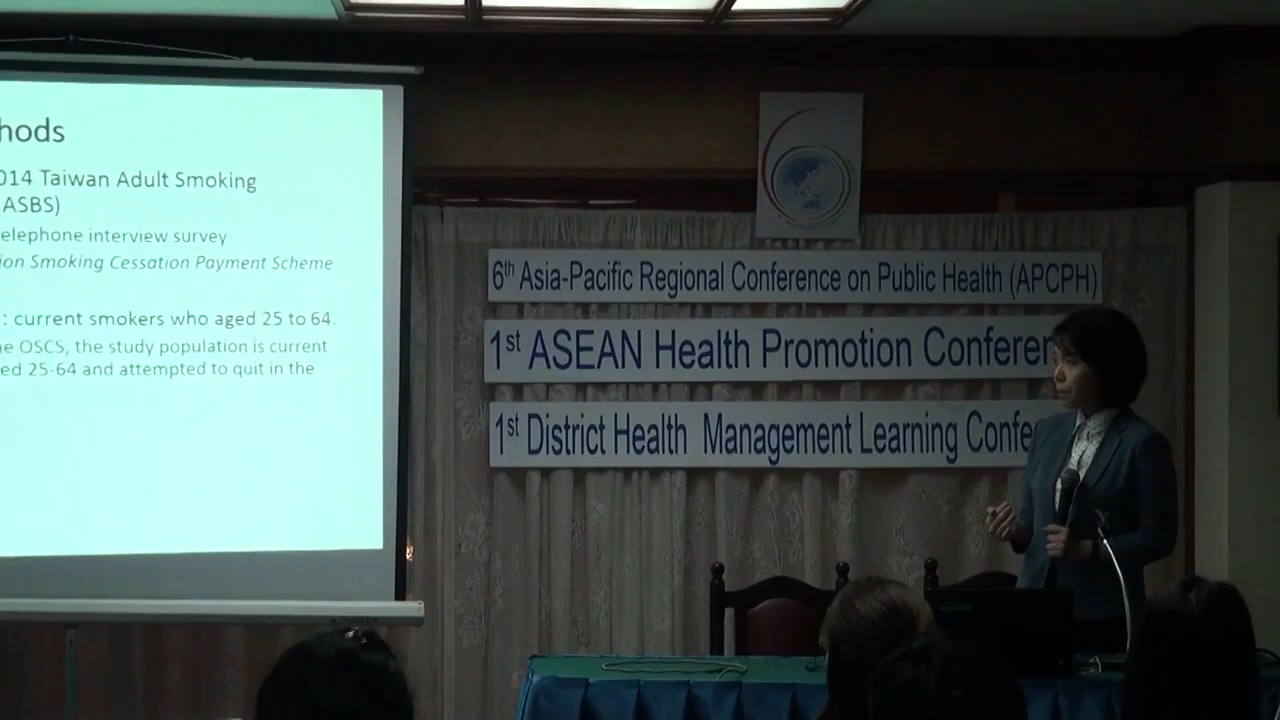 hods
014 Taiwan Adult Smoking
(ASBS)
elephone interview survey
ion Smoking Cessation Payment Scheme
: current smokers who aged 25 to 64.
e OSCS, the study population is current
ed 25-64 and attempted to quit in the
6th Asia-Pacific Regional Conference on Public Health (APCPH)
1st ASEAN Health Promotion Conferen
1st District Health Management Learning Confe